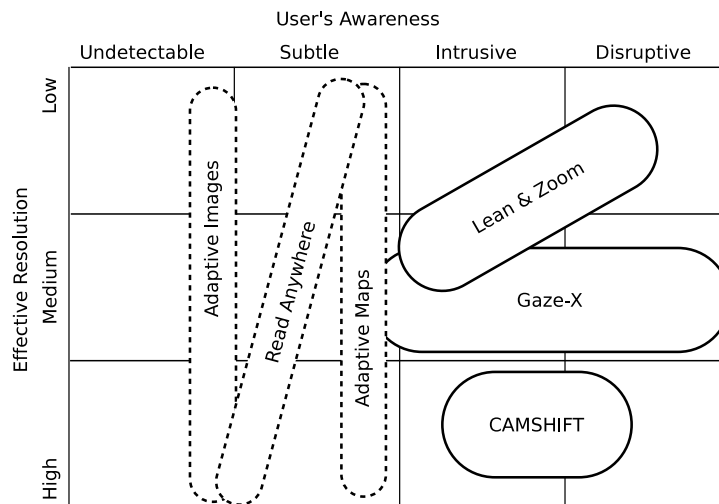 User's Awareness
Undetectable Subtle Intrusive Disruptive
Effective Resolution
Low
Medium
High
Adaptive Images
Read Anywhere
Adaptive Maps
Lean & Zoom
Gaze-X
CAMSHIFT